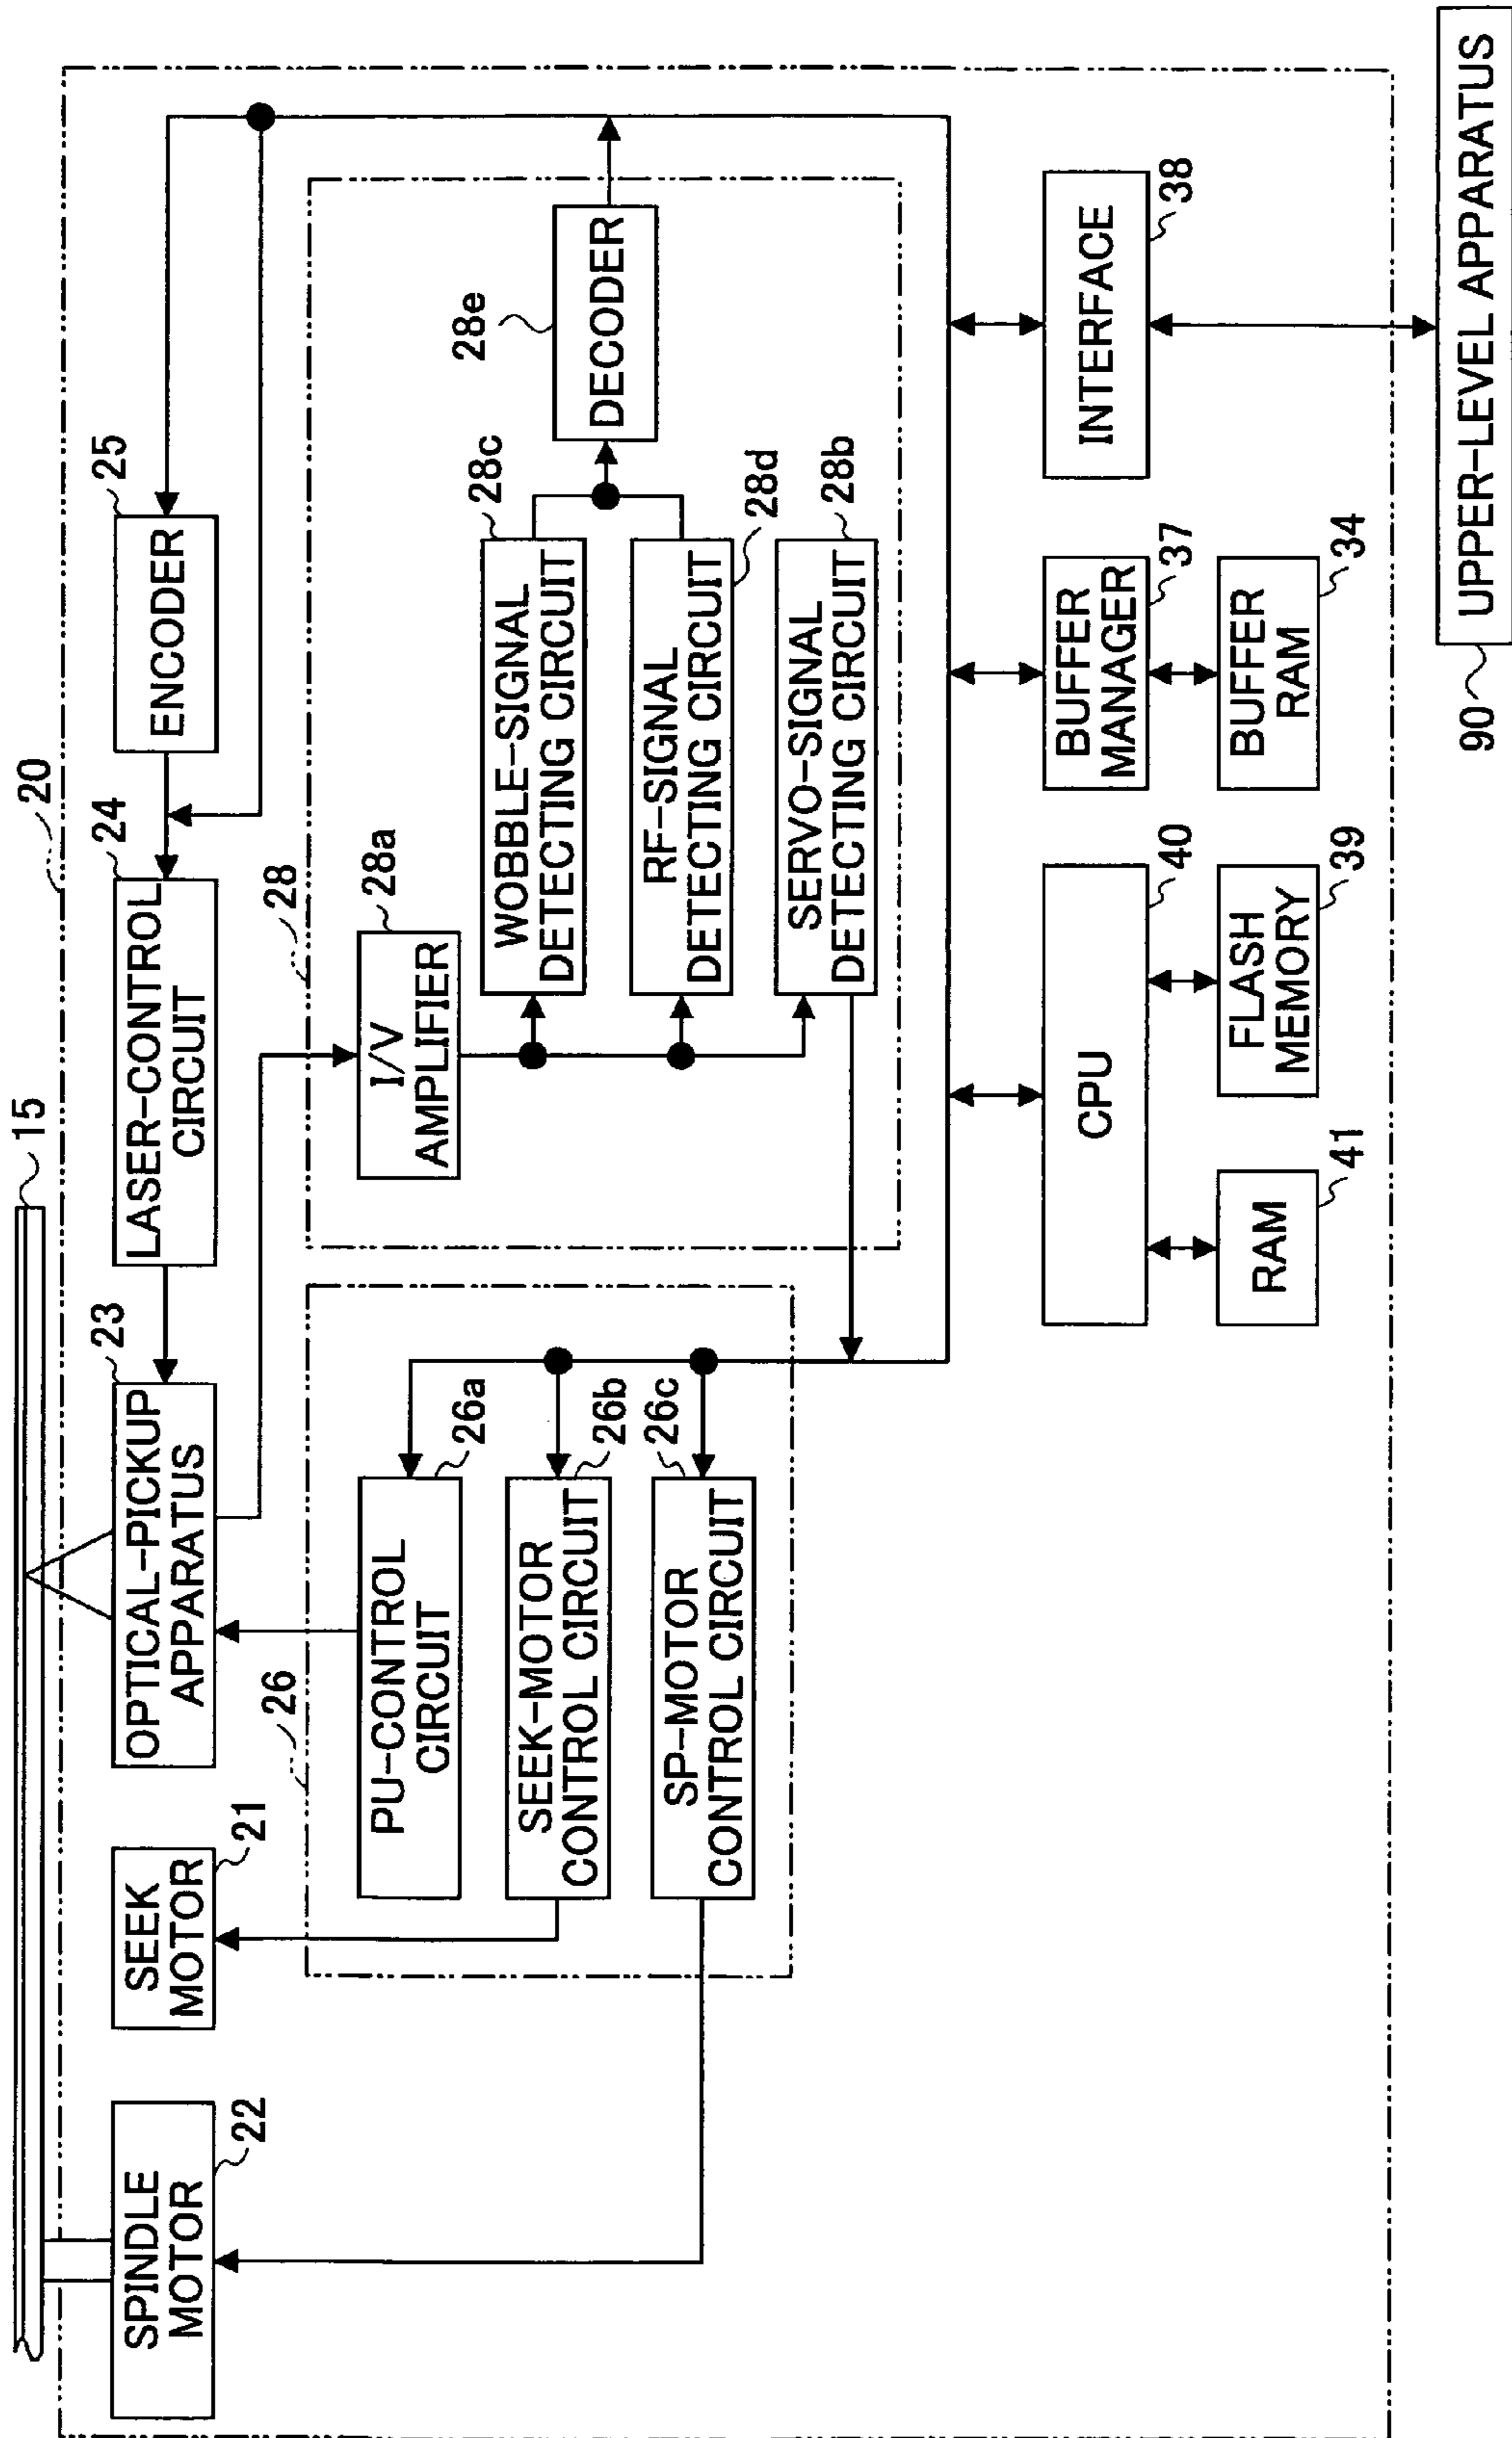 15
20
SPINDLE
MOTOR
22
SEEK
MOTOR
21
OPTICAL-PICKUP
APPARATUS
23
LASER-CONTROL
CIRCUIT
24
ENCODER
25
26
PU-CONTROL
CIRCUIT
26a
SEEK-MOTOR
CONTROL CIRCUIT
26b
SP-MOTOR
CONTROL CIRCUIT
26c
28
I/V
AMPLIFIER
28a
WOBBLE-SIGNAL
DETECTING CIRCUIT
28c
RF-SIGNAL
DETECTING CIRCUIT
28d
SERVO-SIGNAL
DETECTING CIRCUIT
28b
28e
DECODER
CPU
40
RAM
41
FLASH
MEMORY
39
BUFFER
MANAGER
37
BUFFER
RAM
34
INTERFACE
38
90
UPPER-LEVEL APPARATUS